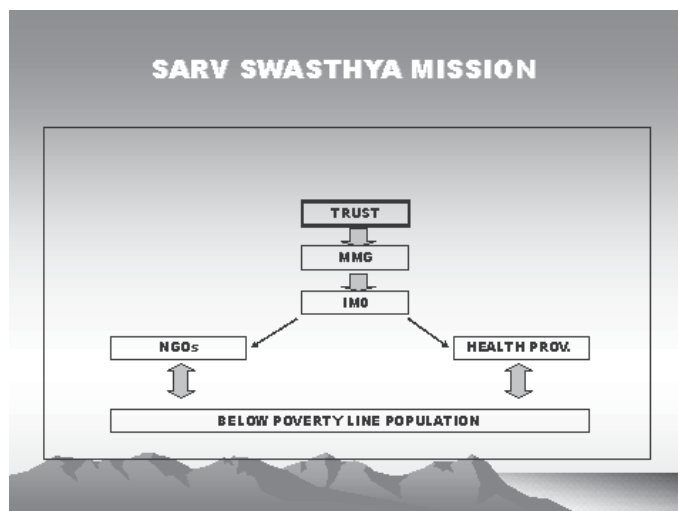 SARV SWASTHYA MISSION
TRUST
MMG
IMO
NGOs
HEALTH PROV.
BELOW POVERTY LINE POPULATION